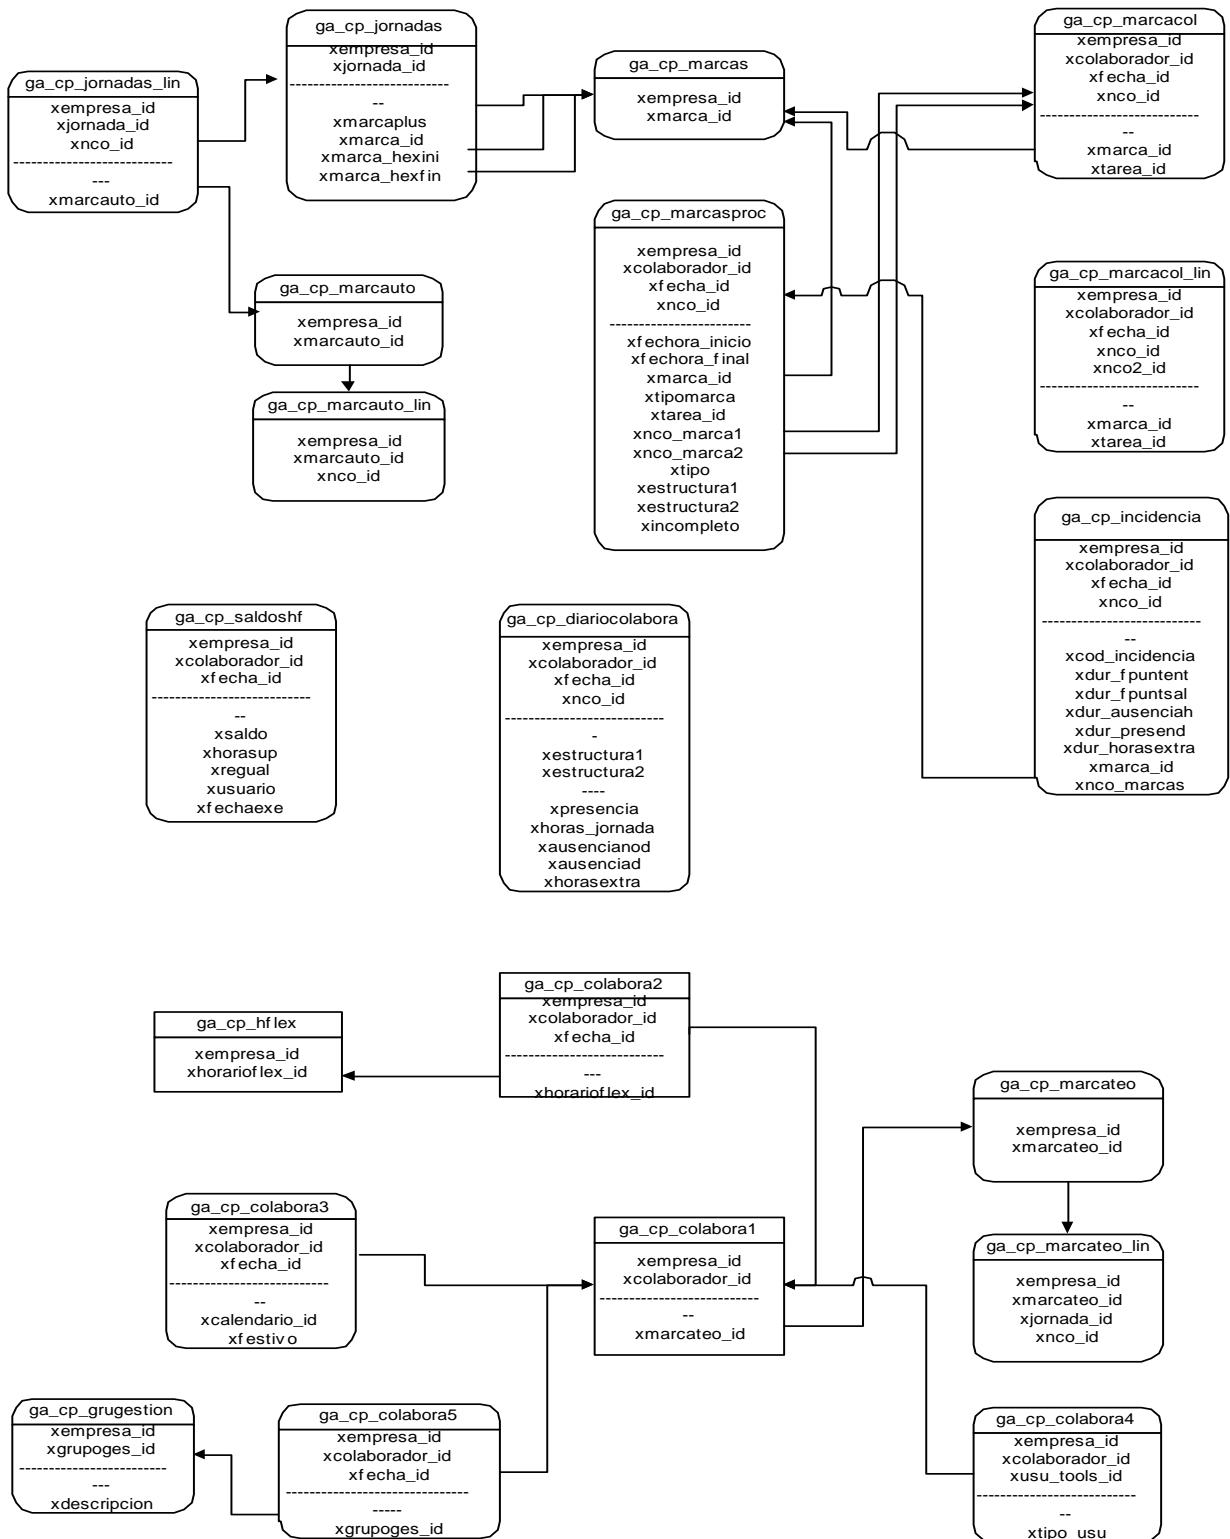 ga_cp_jornadas
xempresa_id
xjornada_id
-----------------------------
--
xmarcaplus
xmarca_id
xmarca_hexini
xmarca_hexfin
ga_cp_marcacol
xempresa_id
xcolaborador_id
xfecha_id
xnco_id
-----------------------------
--
xmarca_id
xtarea_id
ga_cp_jornadas_lin
xempresa_id
xjornada_id
xnco_id
-----------------------------
---
xmarcauto_id
ga_cp_marcas
xempresa_id
xmarca_id
ga_cp_marcasproc
xempresa_id
xcolaborador_id
xfecha_id
xnco_id
--------------------------
xfechora_inicio
xfechora_final
xmarca_id
xtipomarca
xtarea_id
xnco_marca1
xnco_marca2
xtipo
xestructura1
xestructura2
xincompleto
ga_cp_marcauto
xempresa_id
xmarcauto_id
ga_cp_marcacol_lin
xempresa_id
xcolaborador_id
xfecha_id
xnco_id
xnco2_id
-----------------------------
--
xmarca_id
xtarea_id
ga_cp_marcauto_lin
xempresa_id
xmarcauto_id
xnco_id
ga_cp_incidencia
xempresa_id
xcolaborador_id
xfecha_id
xnco_id
-----------------------------
--
xcod_incidencia
xdur_fpuntent
xdur_fpuntsal
xdur_ausenciah
xdur_presend
xdur_horasextra
xmarca_id
xnco_marcas
ga_cp_saldoshf
xempresa_id
xcolaborador_id
xfecha_id
-----------------------------
--
xsaldo
xhorasup
xregual
xusuario
xfechaexe
ga_cp_diariocolabora
xempresa_id
xcolaborador_id
xfecha_id
xnco_id
-----------------------------
-
xestructura1
xestructura2
----
xpresencia
xhoras_jornada
xausencianod
xausenciad
xhorasextra
ga_cp_colabora2
xempresa_id
xcolaborador_id
xfecha_id
-----------------------------
---
xhorarioflex_id
ga_cp_hflex
xempresa_id
xhorarioflex_id
ga_cp_marcateo
xempresa_id
xmarcateo_id
ga_cp_colabora3
xempresa_id
xcolaborador_id
xfecha_id
-----------------------------
--
xcalendario_id
xfestivo
ga_cp_colabora1
xempresa_id
xcolaborador_id
-----------------------------
--
xmarcateo_id
ga_cp_marcateo_lin
xempresa_id
xmarcateo_id
xjornada_id
xnco_id
ga_cp_grugestion
xempresa_id
xgrupoges_id
---------------------------
---
xdescripcion
ga_cp_colabora5
xempresa_id
xcolaborador_id
xfecha_id
---------------------------------
-----
xgrupoges_id
ga_cp_colabora4
xempresa_id
xcolaborador_id
xusu_tools_id
-----------------------------
--
xtipo_usu